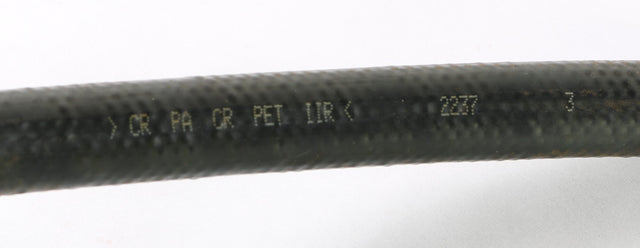 >CR PA CR PET IIR< 2237 3